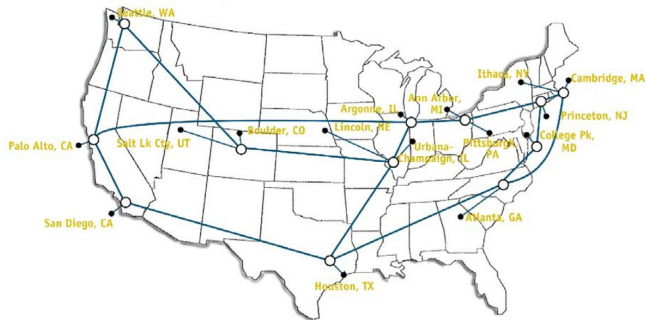 Seattle, WA
Ithaca, NY
Cambridge, MA
Ann Arbor,
MI
Argonne, IL
Princeton, NJ
Boulder, CO
Lincoln, NE
Palo Alto, CA
Salt Lk Cty, UT
Urbana-
Champaign, IL
Pittsburgh,
PA
College Pk,
MD
San Diego, CA
Atlanta, GA
Houston, TX